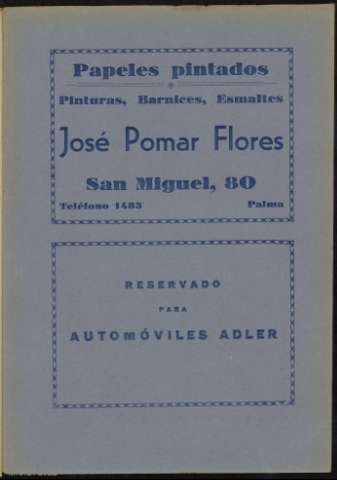 Papeles pintados
Pinturas, Barnices, Esmaltes
José Pomar Flores
San Miguel, 80
Teléfono 1483 Palma
RESERVADO
PARA
AUTOMÓVILES ADLER